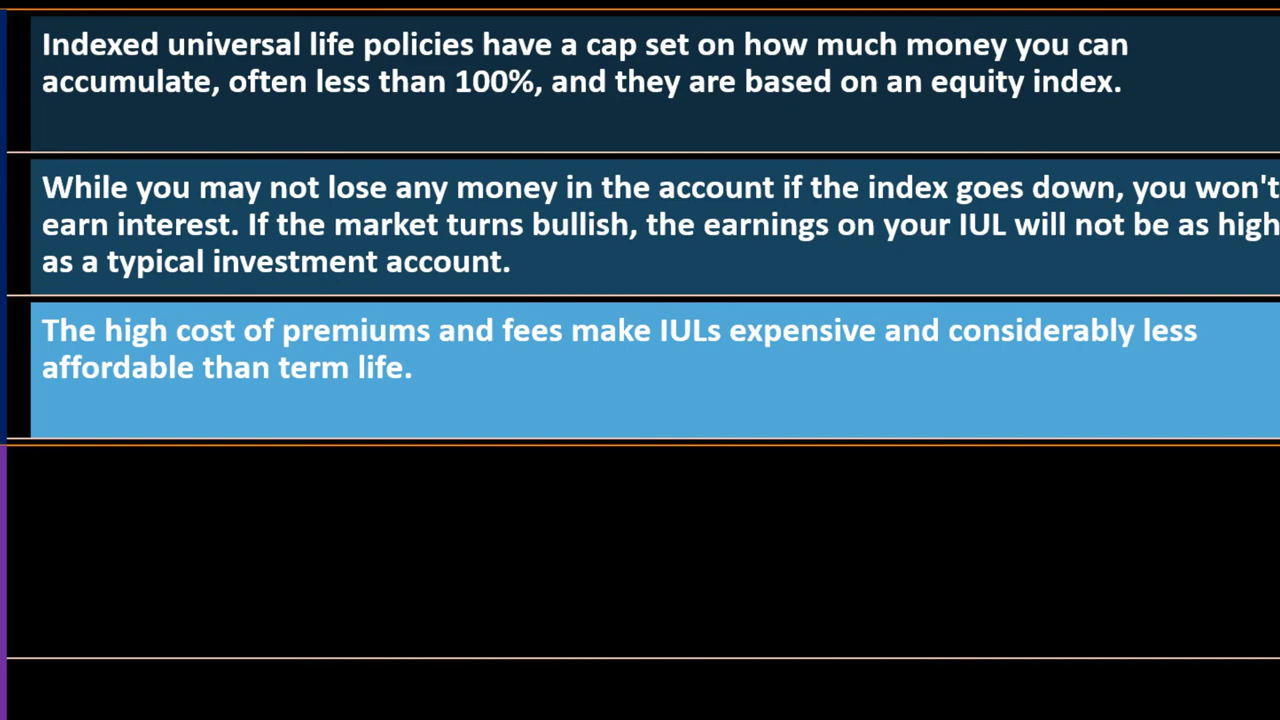 Indexed universal life policies have a cap set on how much money you can
accumulate, often less than 100%, and they are based on an equity index.
While you may not lose any money in the account if the index goes down, you won't
earn interest. If the market turns bullish, the earnings on your IUL will not be as high
as a typical investment account.
The high cost of premiums and fees make IULs expensive and considerably less
affordable than term life.